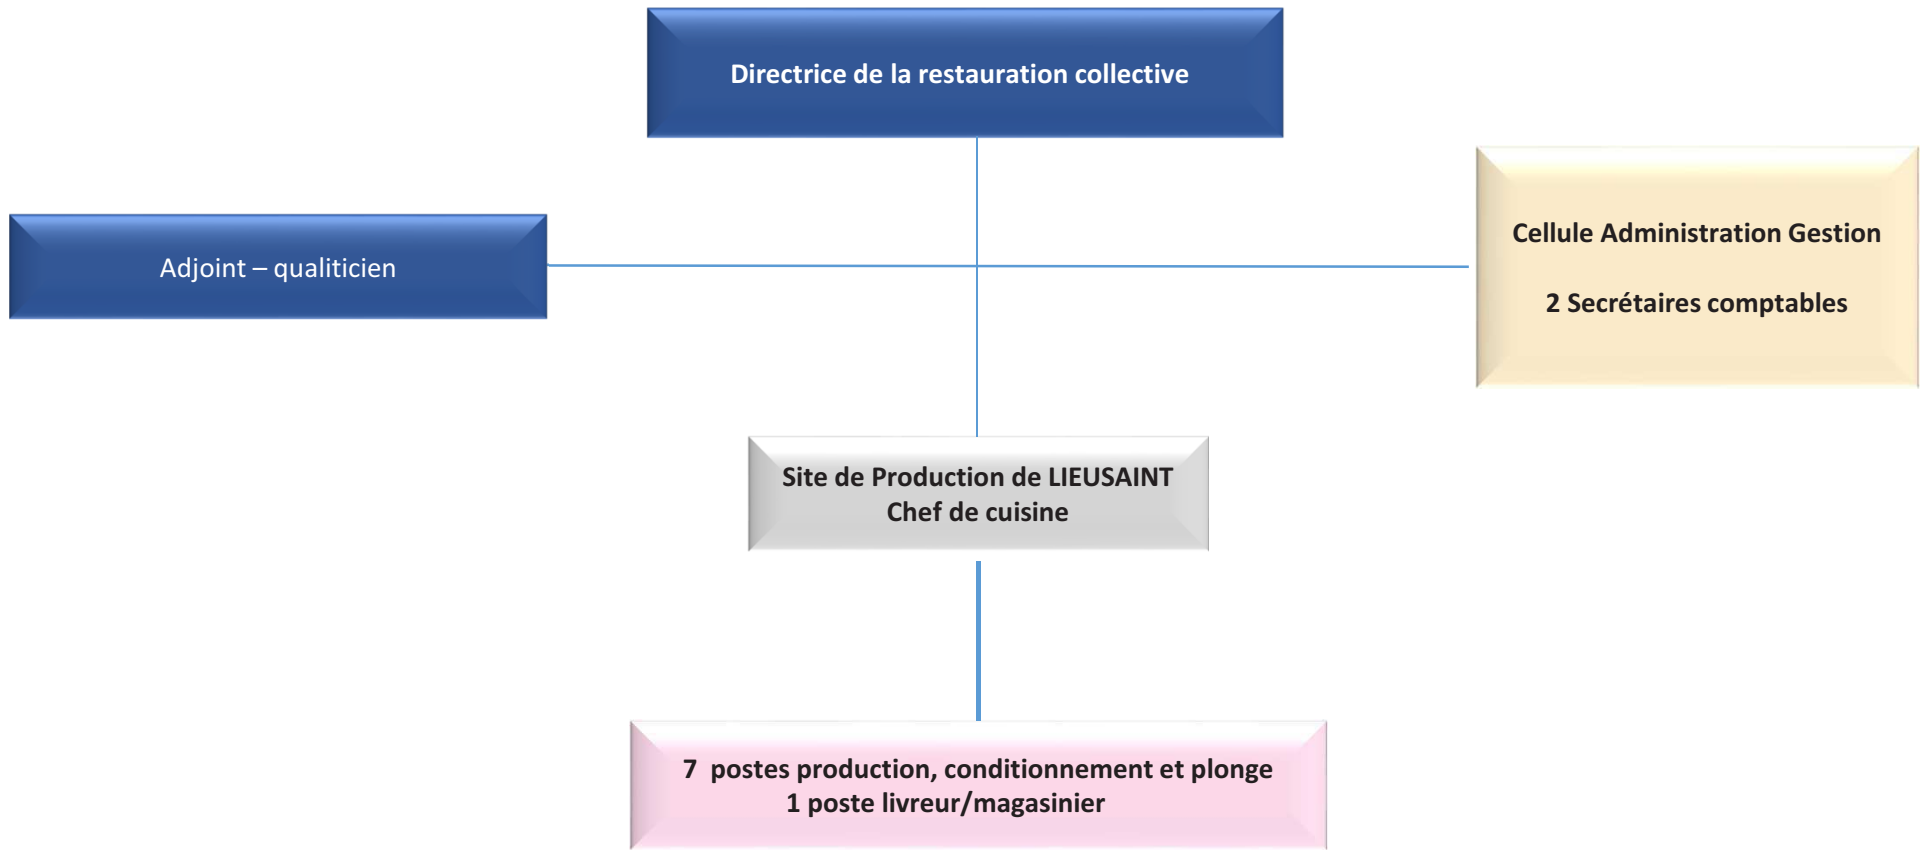 Directrice de la restauration collective
Adjoint – qualiticien
Cellule Administration Gestion
2 Secrétaires comptables
Site de Production de LIEUSAINT
Chef de cuisine
7 postes production, conditionnement et plonge
1 poste livreur/magasinier